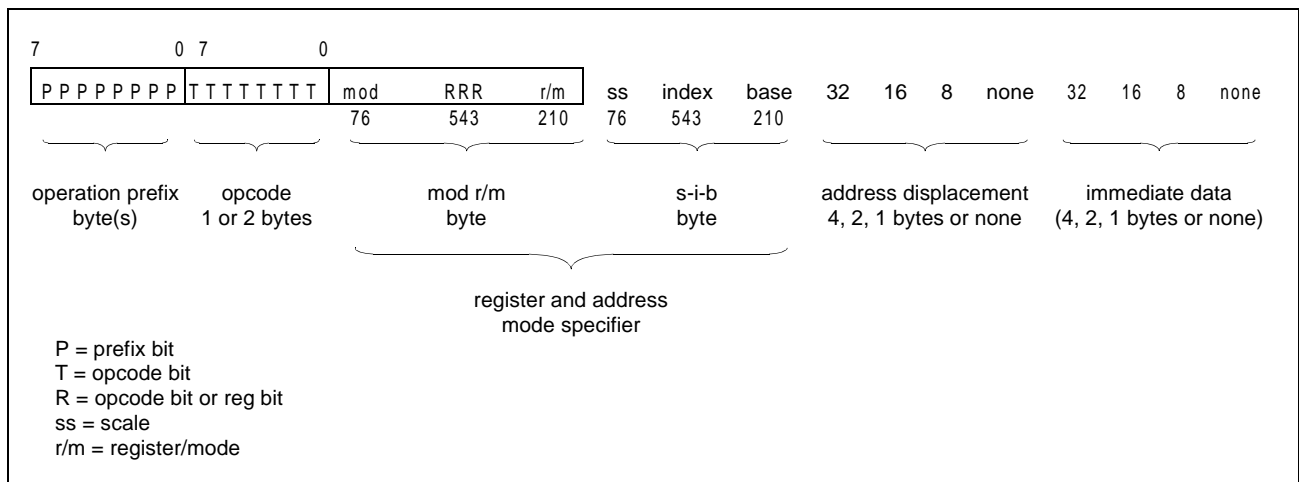 7 0 7 0
P P P P P P P P T T T T T T T T mod RRR r/m ss index base 32 16 8 none 32 16 8 none
76 543 210 76 543 210
operation prefix opcode mod r/m s-i-b address displacement immediate data
byte(s) 1 or 2 bytes byte byte 4, 2, 1 bytes or none (4, 2, 1 bytes or none)
register and address
mode specifier
P = prefix bit
T = opcode bit
R = opcode bit or reg bit
ss = scale
r/m = register/mode